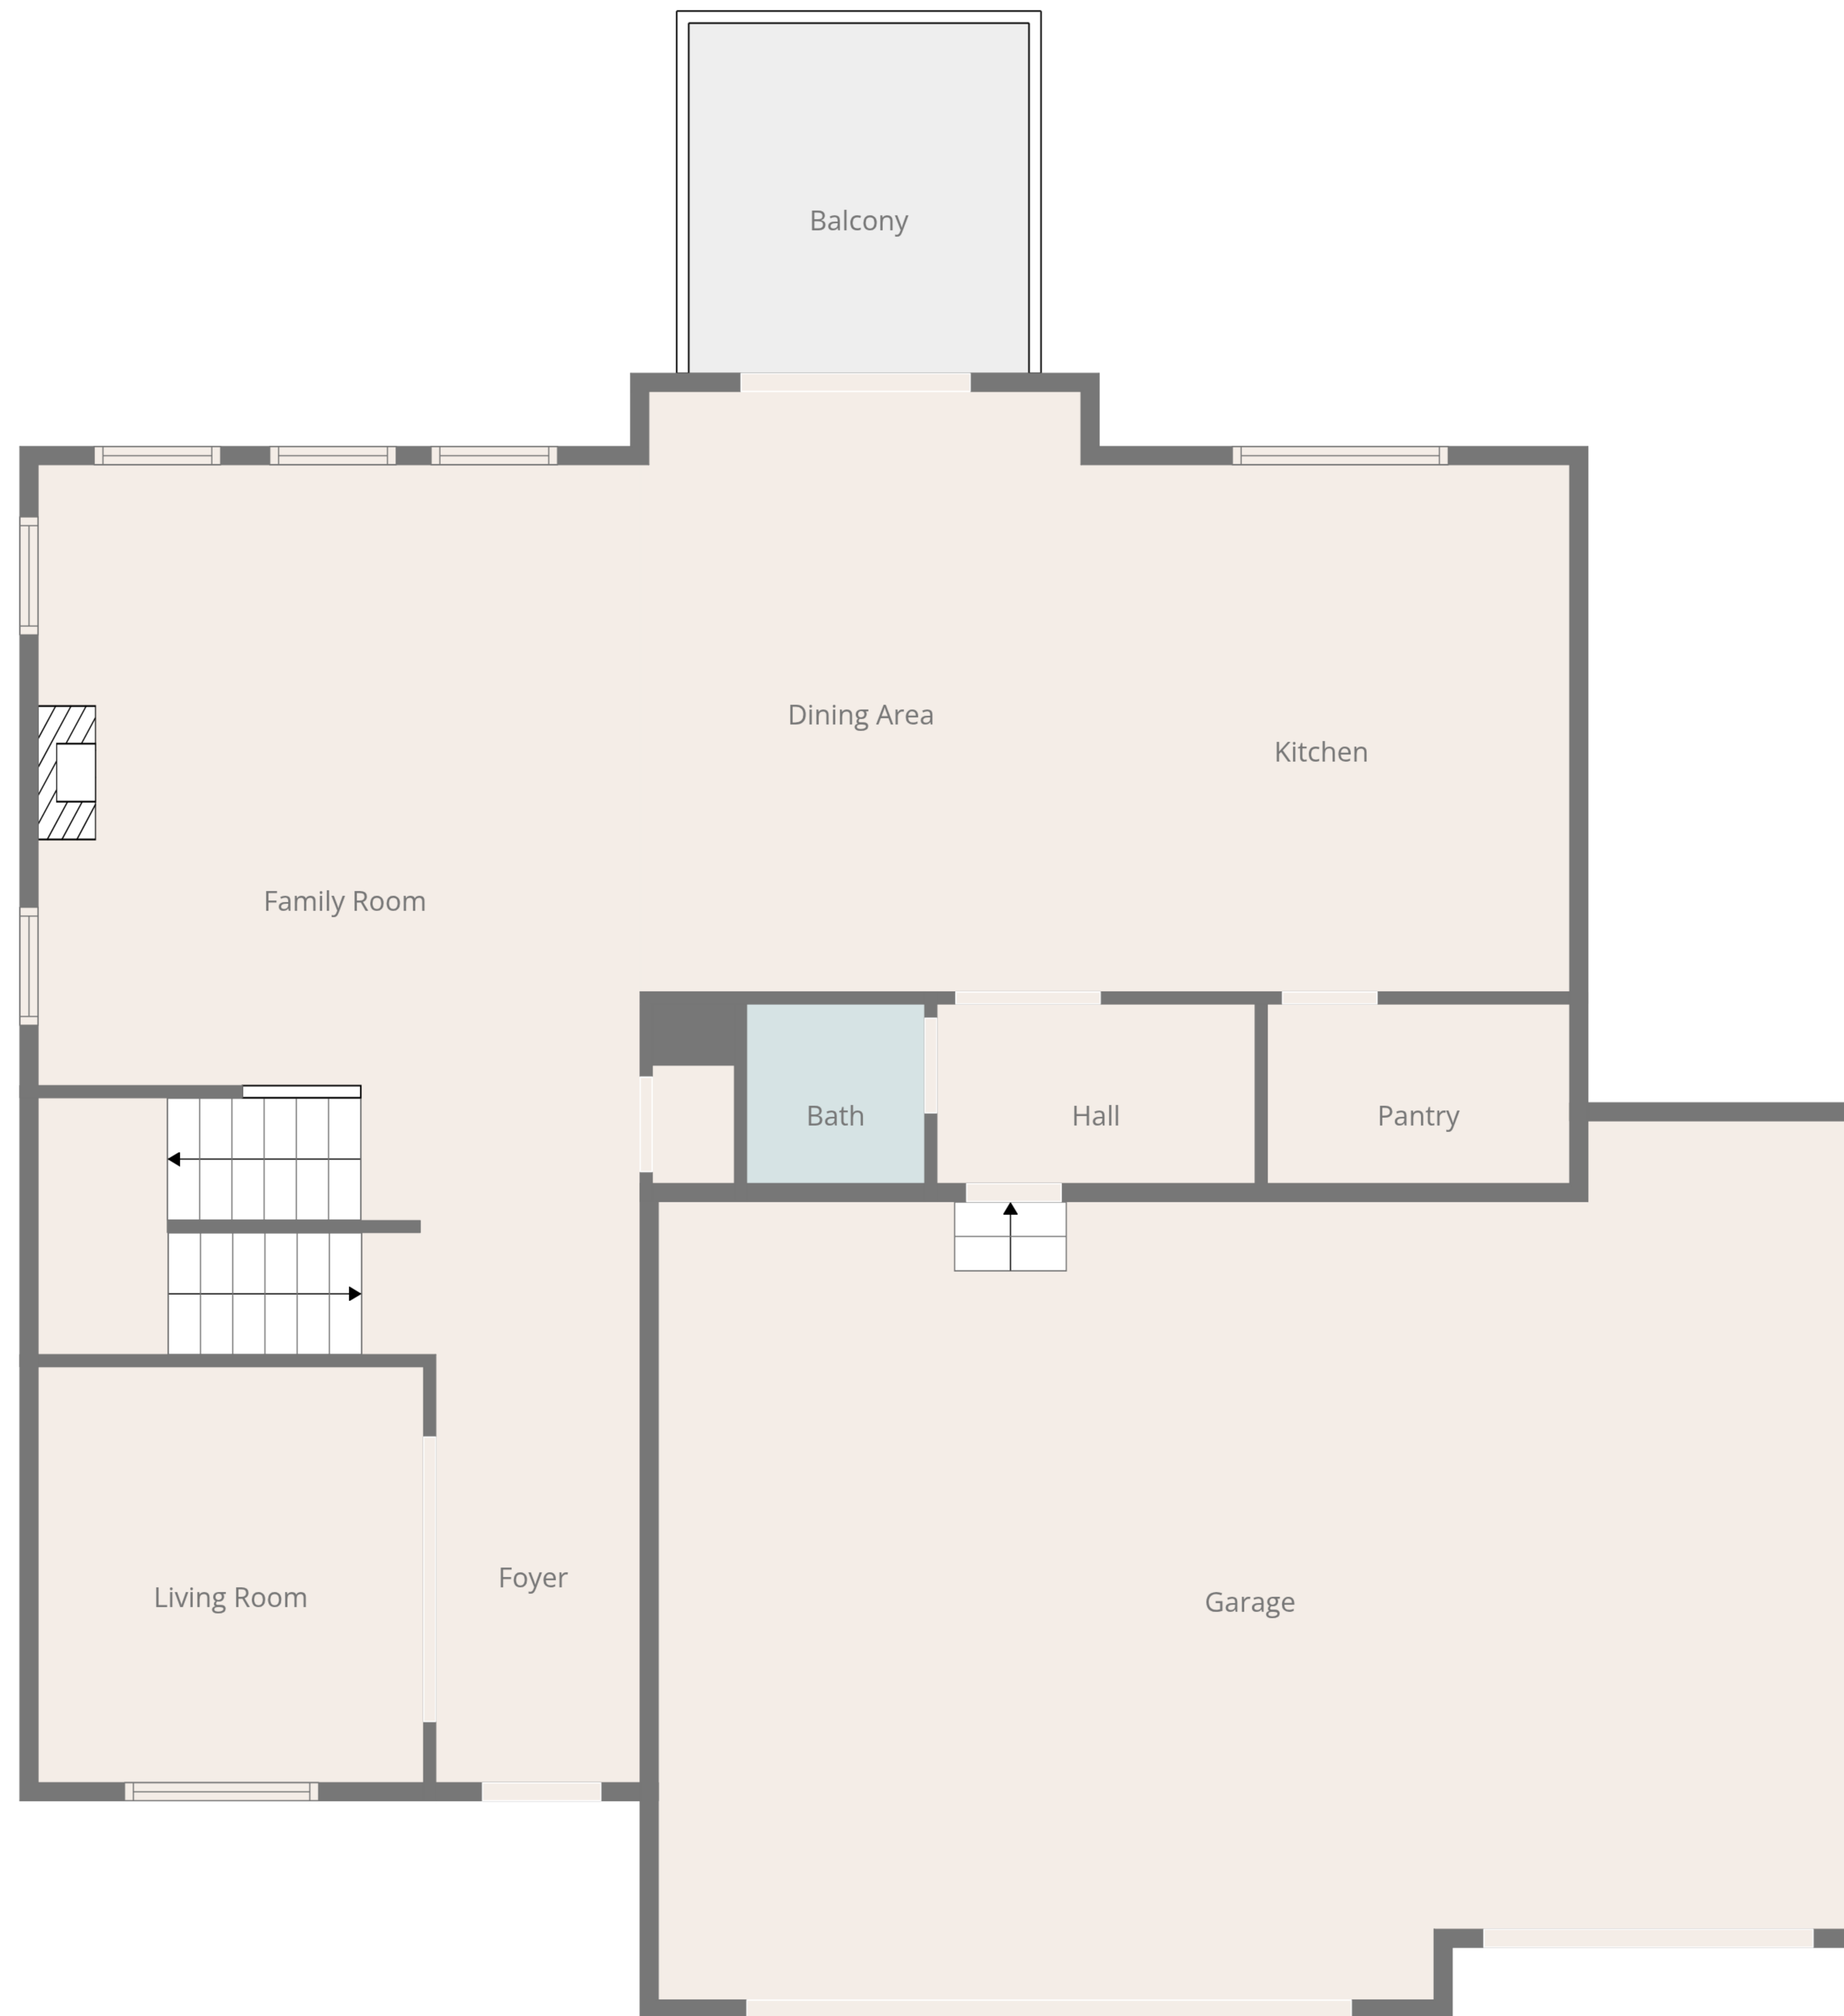 Balcony
Dining Area
Kitchen
Family Room
Bath
Hall
Pantry
Foyer
Living Room
Garage